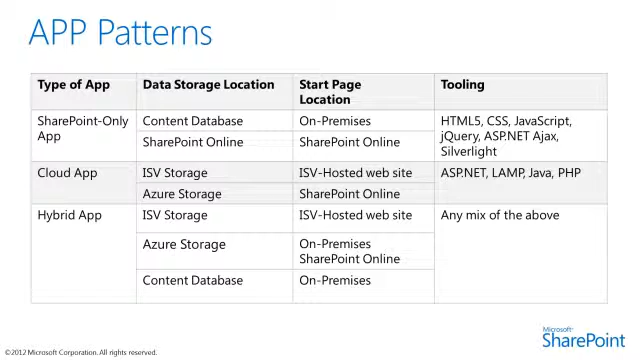 APP Patterns
Type of App Data Storage Location Start Page Location Tooling
SharePoint-Only App Content Database On-Premises HTML5, CSS, JavaScript, jQuery, ASP.NET Ajax, Silverlight
SharePoint Online SharePoint Online
Cloud App ISV Storage ISV-Hosted web site ASP.NET, LAMP, Java, PHP
Azure Storage SharePoint Online
Hybrid App ISV Storage ISV-Hosted web site Any mix of the above
Azure Storage On-Premises SharePoint Online
Content Database On-Premises
©2012 Microsoft Corporation. All rights reserved.
Microsoft®
SharePoint